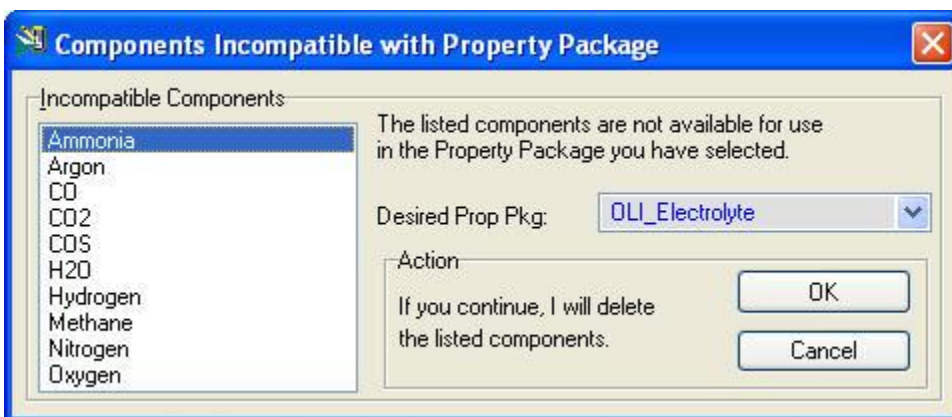 Components Incompatible with Property Package
Incompatible Components
Ammonia
Argon
CO
CO2
COS
H2O
Hydrogen
Methane
Nitrogen
Oxygen
The listed components are not available for use
in the Property Package you have selected.
Desired Prop Pkg:
OLI_Electrolyte
Action
If you continue, I will delete
the listed components.
OK
Cancel